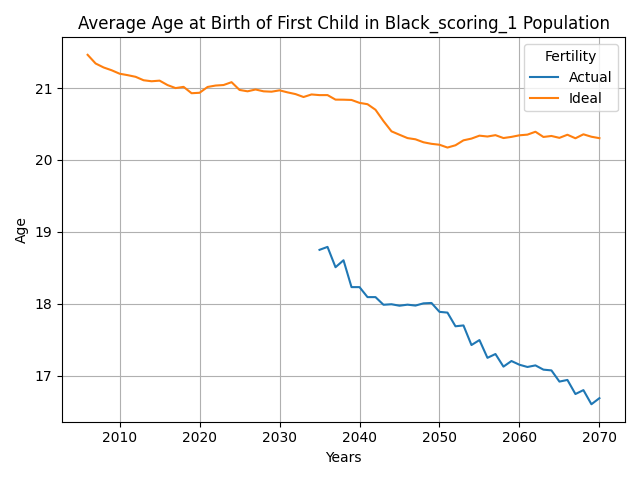 Average Age at Birth of First Child in Black_scoring_1 Population
Fertility
Actual
Ideal
Age
21
20
19
18
17
2010 2020 2030 2040 2050 2060 2070
Years